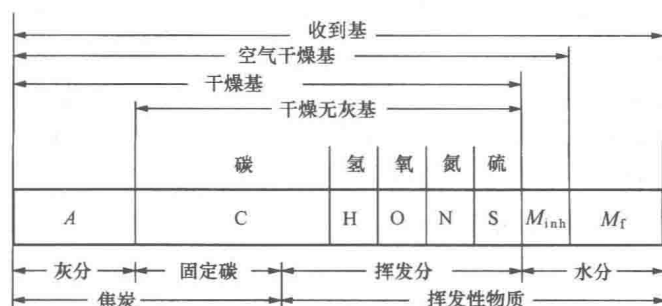 收到基
空气干燥基
干燥基
干燥无灰基
碳 氢 氧 氮 硫
A C H O N S M_inh M_f
灰分 固定碳 挥发分 水分
焦炭 挥发性物质